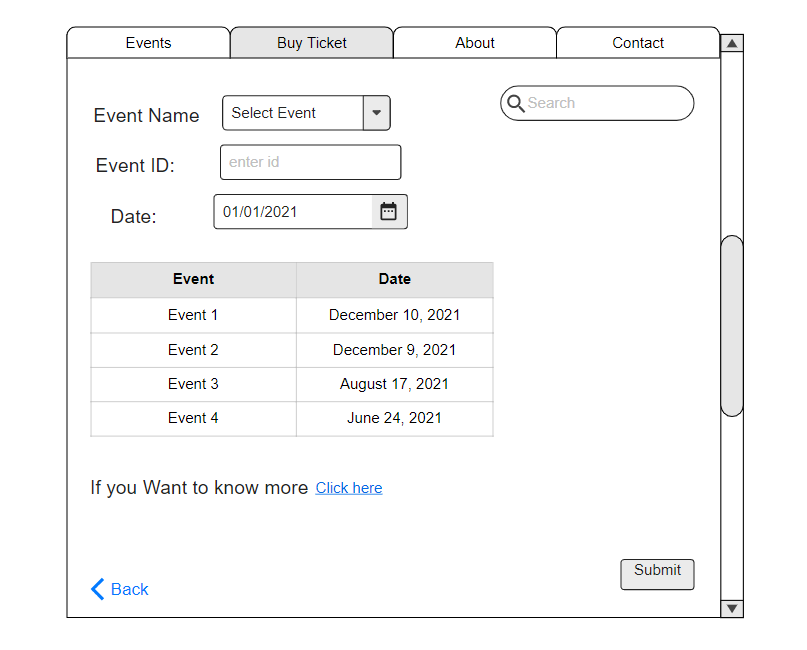 Events Buy Ticket About Contact
Event Name Select Event Search
Event ID: enter id
Date: 01/01/2021
Event Date
Event 1 December 10, 2021
Event 2 December 9, 2021
Event 3 August 17, 2021
Event 4 June 24, 2021
If you Want to know more Click here
Submit
Back